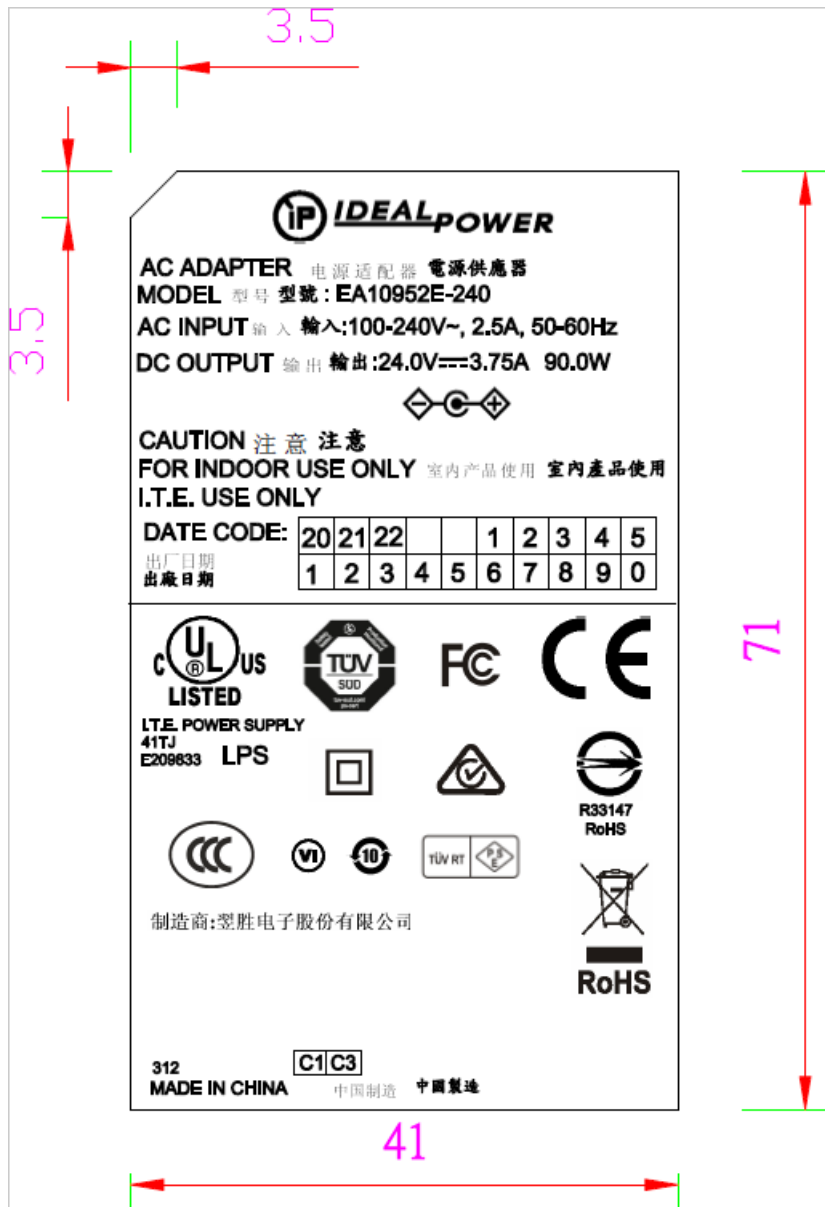 3.5
3.5
iP IDEAL POWER
AC ADAPTER 电源适配器 電源供應器
MODEL 型号 型號 : EA10952E-240
AC INPUT 输入 輸入:100-240V~, 2.5A, 50-60Hz
DC OUTPUT 输出 輸出:24.0V⎓3.75A 90.0W
CAUTION 注意 注意
FOR INDOOR USE ONLY 室内产品使用 室內產品使用
I.T.E. USE ONLY
DATE CODE: 20 21 22 1 2 3 4 5
出厂日期
出廠日期 1 2 3 4 5 6 7 8 9 0
71
C UL ® US
LISTED
TÜV
SÜD
FC
CE
I.T.E. POWER SUPPLY
41TJ
E209633 LPS
R33147
RoHS
CCC
VI
10
TÜV RT
PSE
制造商:翌胜电子股份有限公司
RoHS
312 C1 C3
MADE IN CHINA 中国制造 中國製造
41